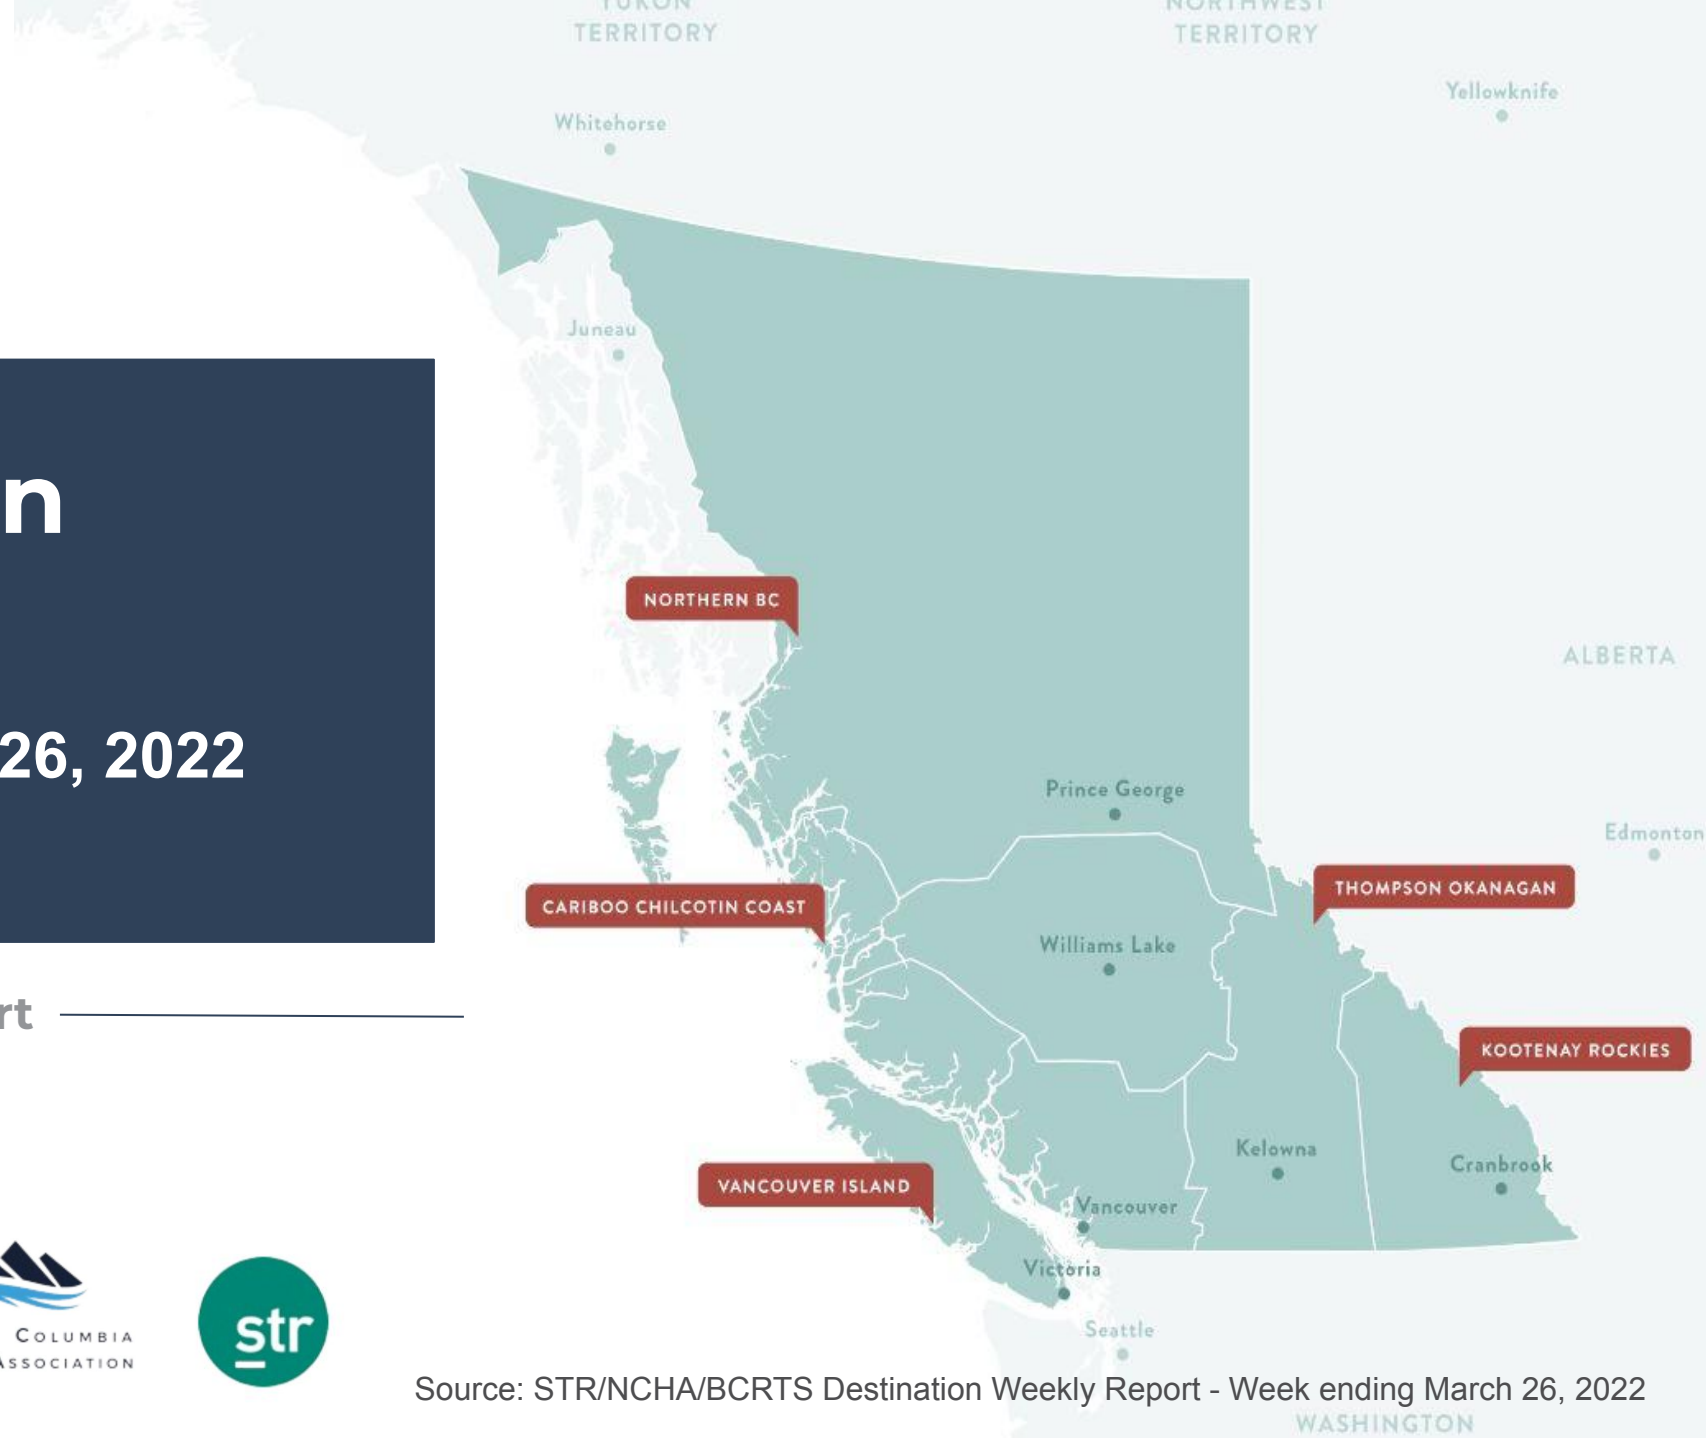 YUKON
TERRITORY
NORTHWEST
TERRITORY
Yellowknife
Whitehorse
Juneau
n
NORTHERN BC
ALBERTA
26, 2022
Prince George
Edmonton
THOMPSON OKANAGAN
CARIBOO CHILCOTIN COAST
Williams Lake
rt
KOOTENAY ROCKIES
Kelowna
Cranbrook
VANCOUVER ISLAND
Vancouver
Victoria
Seattle
COLUMBIA
ASSOCIATION
str
Source: STR/NCHA/BCRTS Destination Weekly Report - Week ending March 26, 2022
WASHINGTON